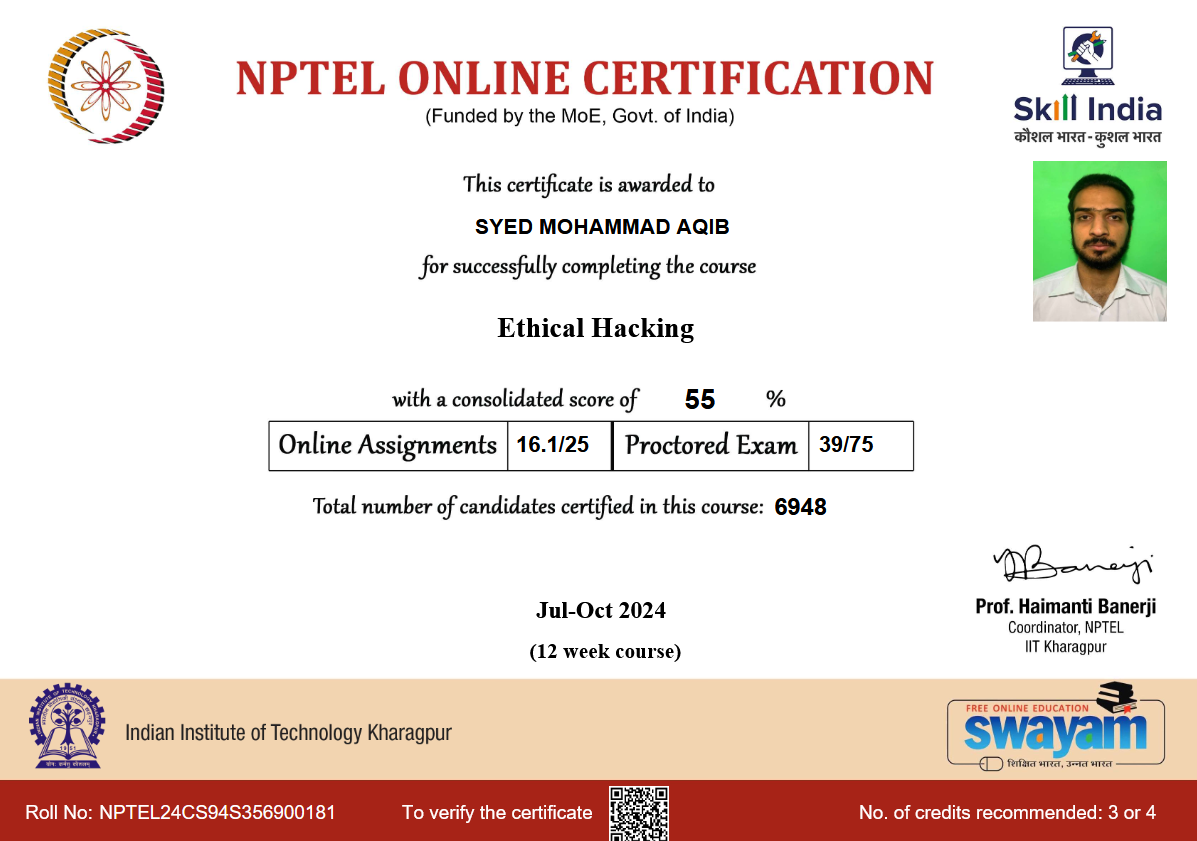 NPTEL ONLINE CERTIFICATION
(Funded by the MoE, Govt. of India)
Skill India
कौशल भारत - कुशल भारत
This certificate is awarded to
SYED MOHAMMAD AQIB
for successfully completing the course
Ethical Hacking
with a consolidated score of 55 %
Online Assignments 16.1/25 Proctored Exam 39/75
Total number of candidates certified in this course: 6948
Jul-Oct 2024
(12 week course)
Prof. Haimanti Banerji
Coordinator, NPTEL
IIT Kharagpur
Indian Institute of Technology Kharagpur
FREE ONLINE EDUCATION
swayam
शिक्षित भारत, उन्नत भारत
Roll No: NPTEL24CS94S356900181
To verify the certificate
No. of credits recommended: 3 or 4